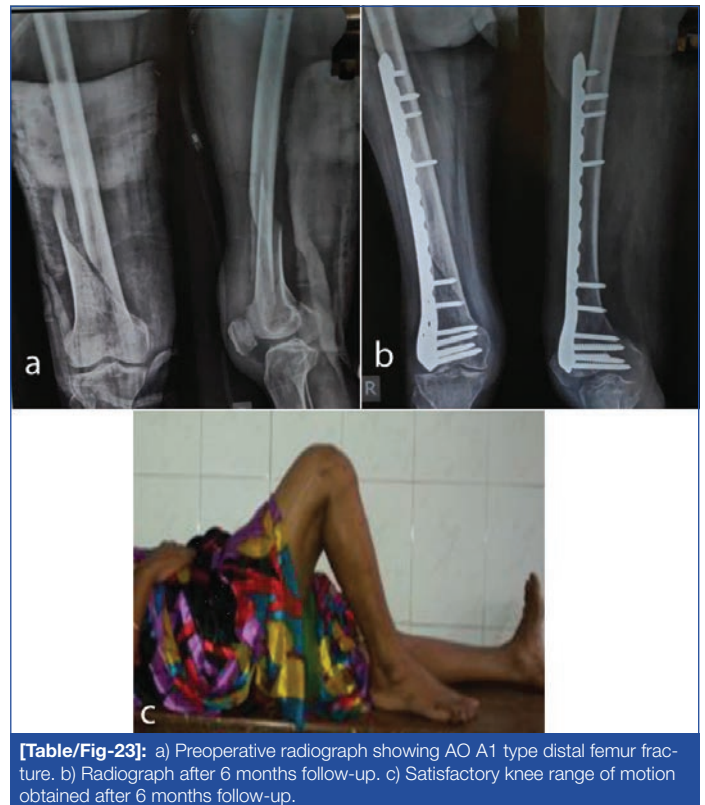 a
b
R
c
[Table/Fig-23]: a) Preoperative radiograph showing AO A1 type distal femur frac-
ture. b) Radiograph after 6 months follow-up. c) Satisfactory knee range of motion
obtained after 6 months follow-up.